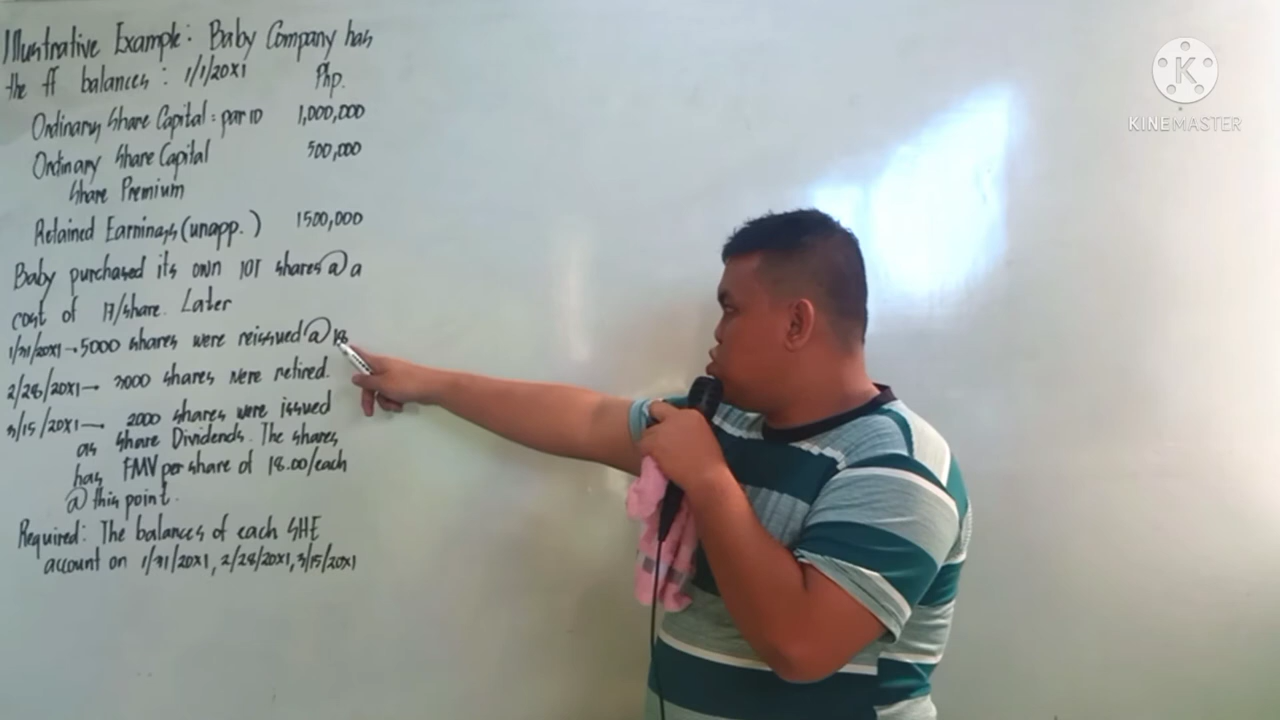 Illustrative Example: Baby Company has
the ff balances: 1/1/20X1 Php.
Ordinary Share Capital: par 10 1,000,000
Ordinary Share Capital 500,000
Share Premium
Retained Earnings (unapp.) 1500,000
Baby purchased its own 10T shares @ a
cost of 17/share. Later
1/31/20X1 → 5000 shares were reissued @ 18
2/28/20X1 → 3000 shares were retired.
3/15/20X1 → 2000 shares were issued
as share Dividends. The shares
has FMV per share of 18.00/each
@ this point.
Required: The balances of each SHE
account on 1/31/20X1, 2/28/20X1, 3/15/20X1
K
KINEMASTER